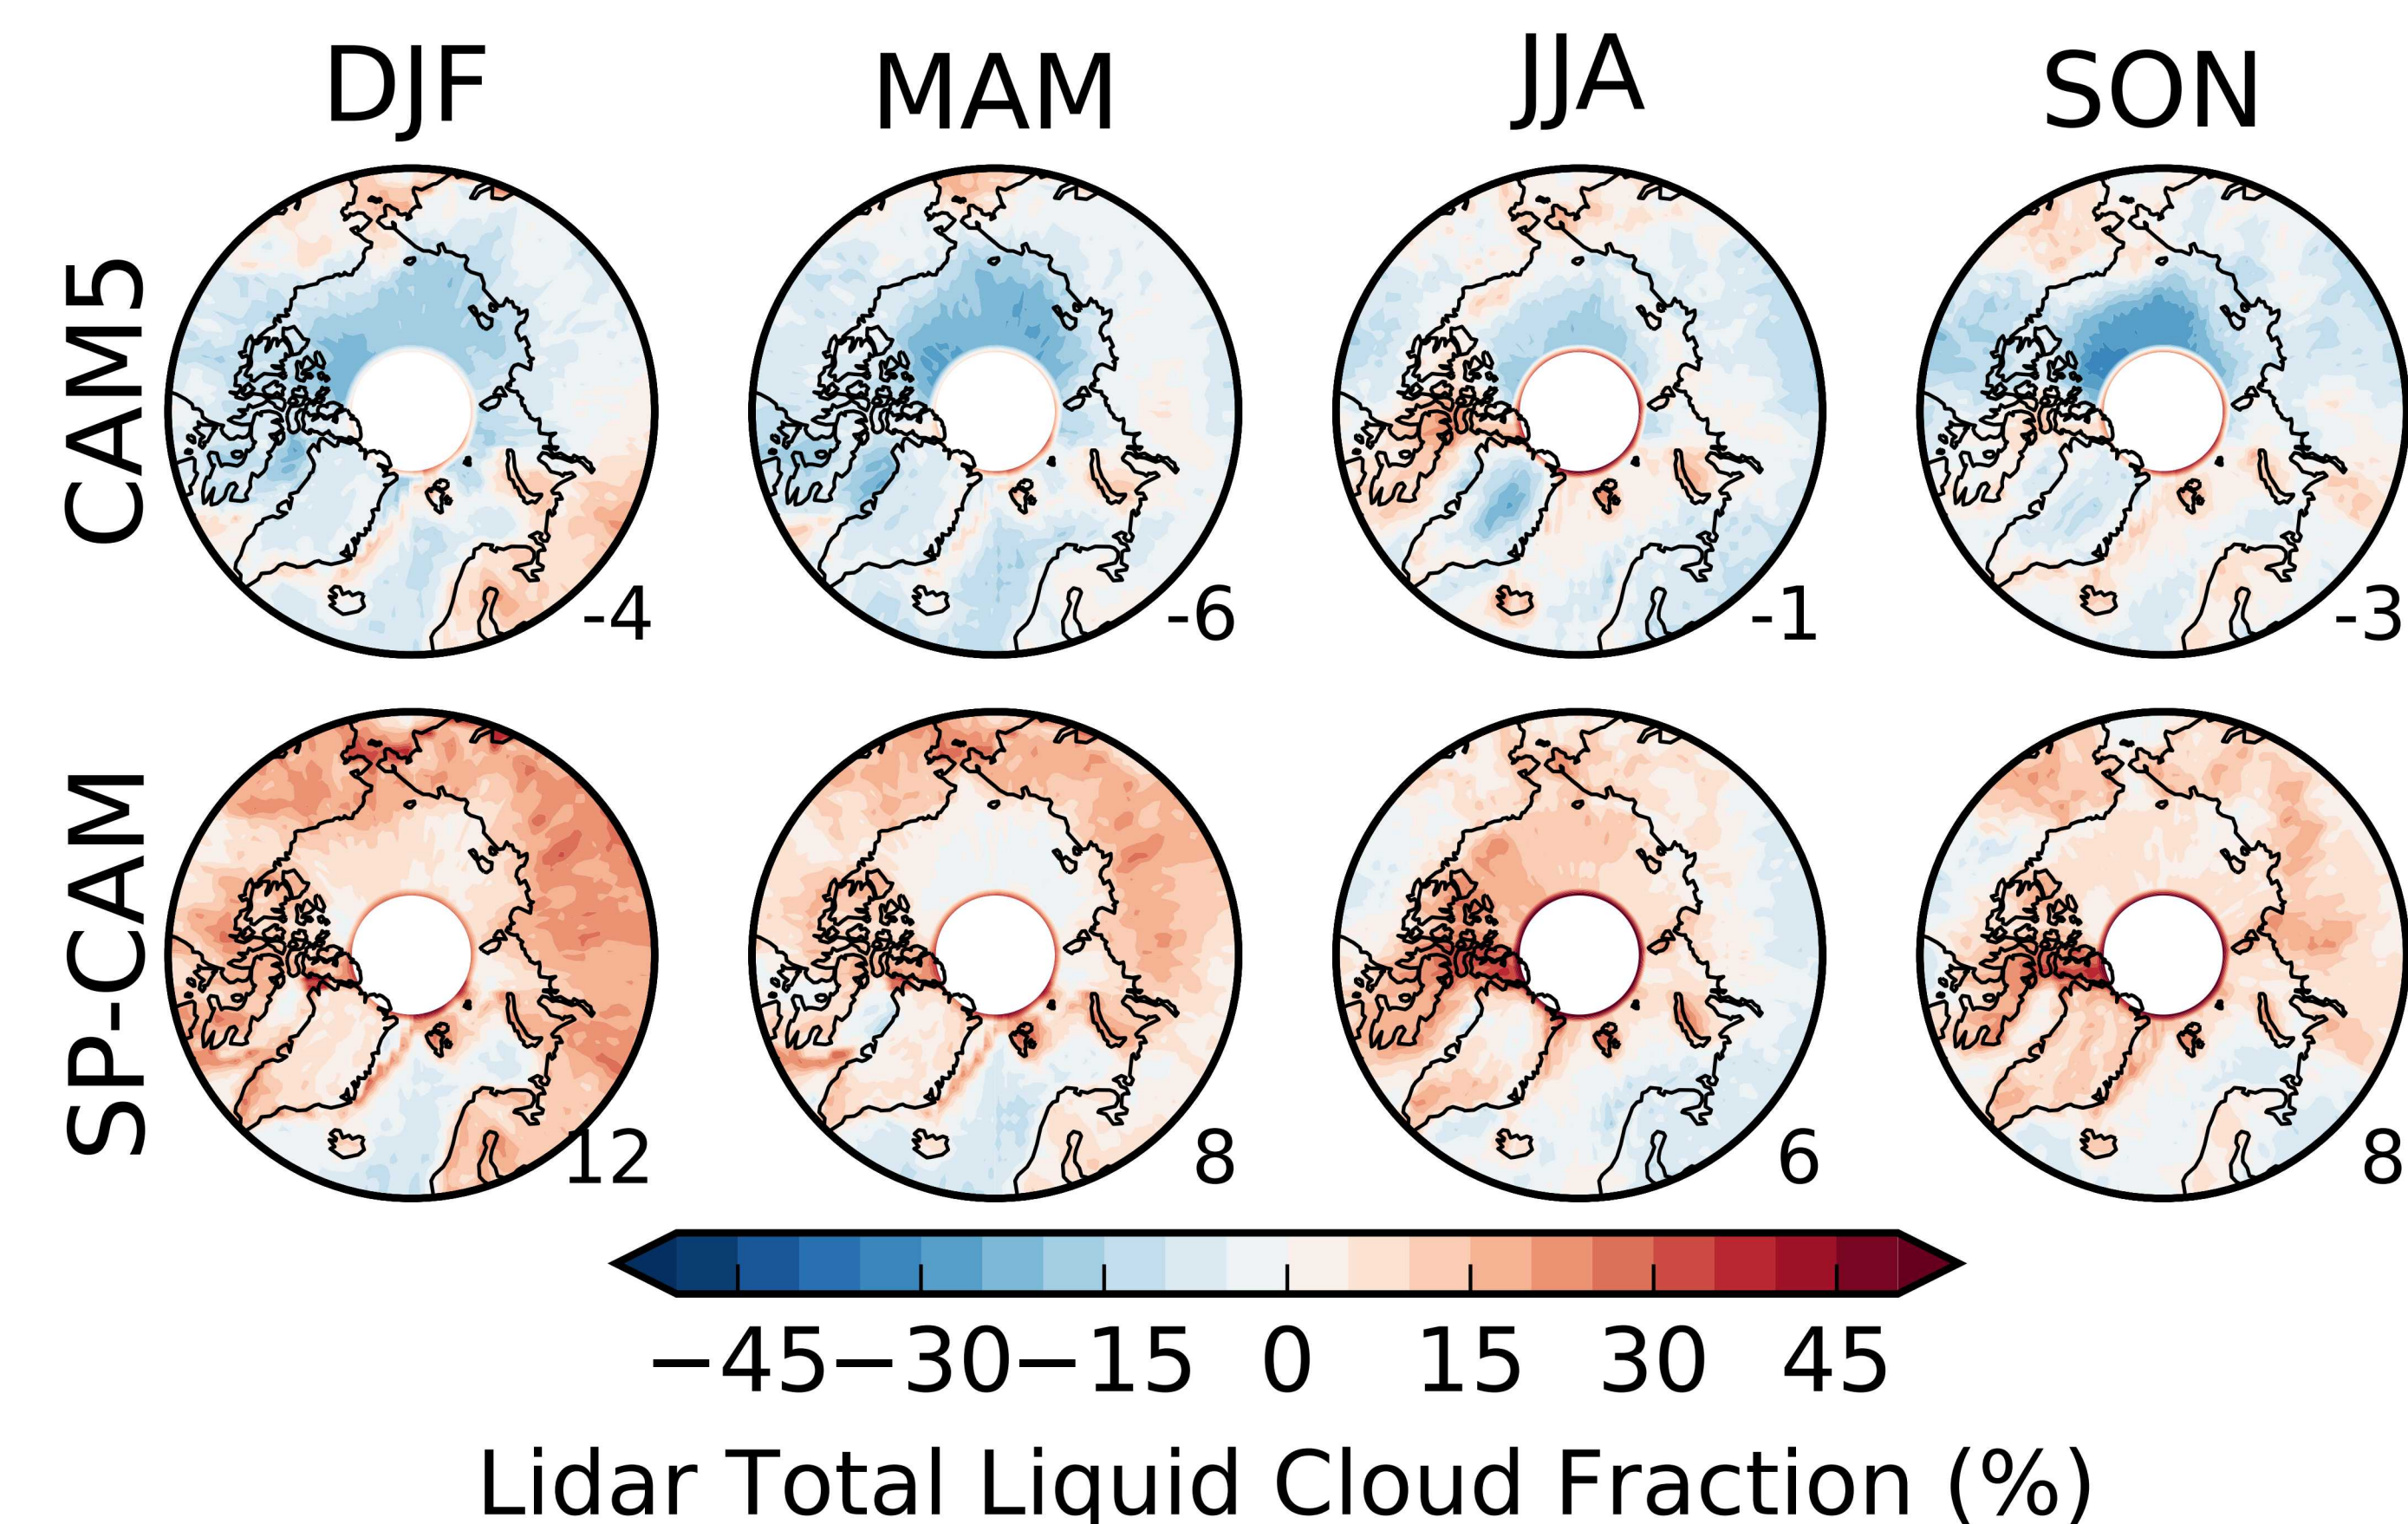 DJF MAM JJA SON
CAM5
-4 -6 -1 -3
SP-CAM
12 8 6 8
−45 −30 −15 0 15 30 45
Lidar Total Liquid Cloud Fraction (%)